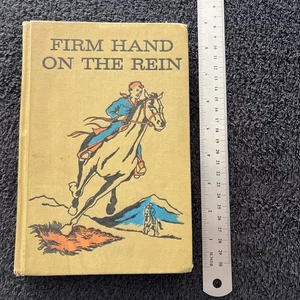 FIRM HAND
ON THE REIN